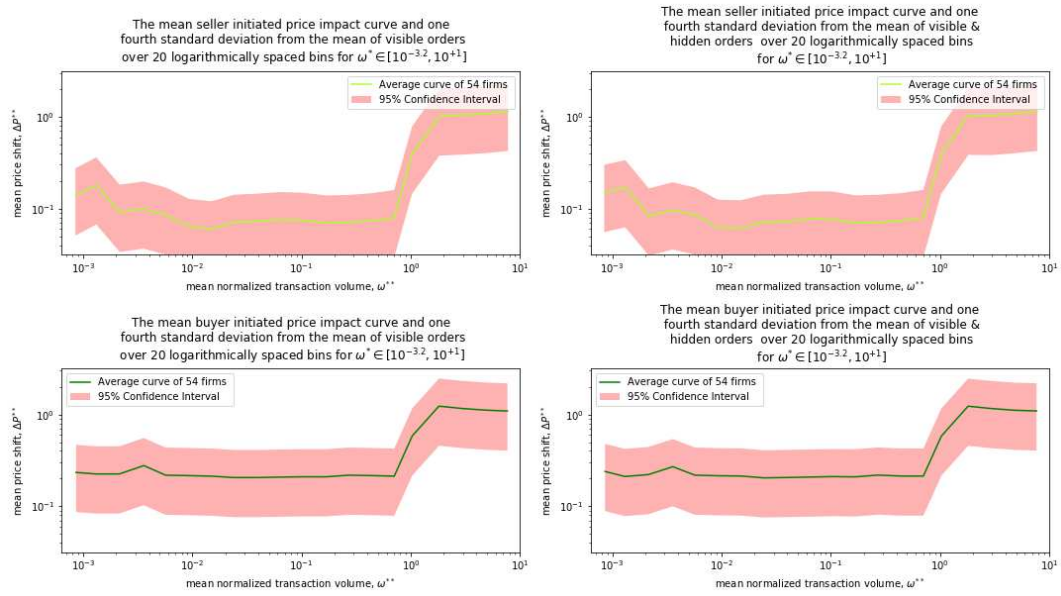 The mean seller initiated price impact curve and one
fourth standard deviation from the mean of visible orders
over 20 logarithmically spaced bins for ω* ∈ [10^−3.2, 10^+1]
Average curve of 54 firms
95% Confidence Interval
mean price shift, ΔP**
10^0
10^−1
10^−3
10^−2
10^−1
10^0
10^1
mean normalized transaction volume, ω**
The mean seller initiated price impact curve and one
fourth standard deviation from the mean of visible &
hidden orders over 20 logarithmically spaced bins
for ω* ∈ [10^−3.2, 10^+1]
Average curve of 54 firms
95% Confidence Interval
mean price shift, ΔP**
10^0
10^−1
10^−3
10^−2
10^−1
10^0
10^1
mean normalized transaction volume, ω**
The mean buyer initiated price impact curve and one
fourth standard deviation from the mean of visible orders
over 20 logarithmically spaced bins for ω* ∈ [10^−3.2, 10^+1]
Average curve of 54 firms
95% Confidence Interval
mean price shift, ΔP**
10^0
10^−1
10^−3
10^−2
10^−1
10^0
10^1
mean normalized transaction volume, ω**
The mean buyer initiated price impact curve and one
fourth standard deviation from the mean of visible &
hidden orders over 20 logarithmically spaced bins
for ω* ∈ [10^−3.2, 10^+1]
Average curve of 54 firms
95% Confidence Interval
mean price shift, ΔP**
10^0
10^−1
10^−3
10^−2
10^−1
10^0
10^1
mean normalized transaction volume, ω**